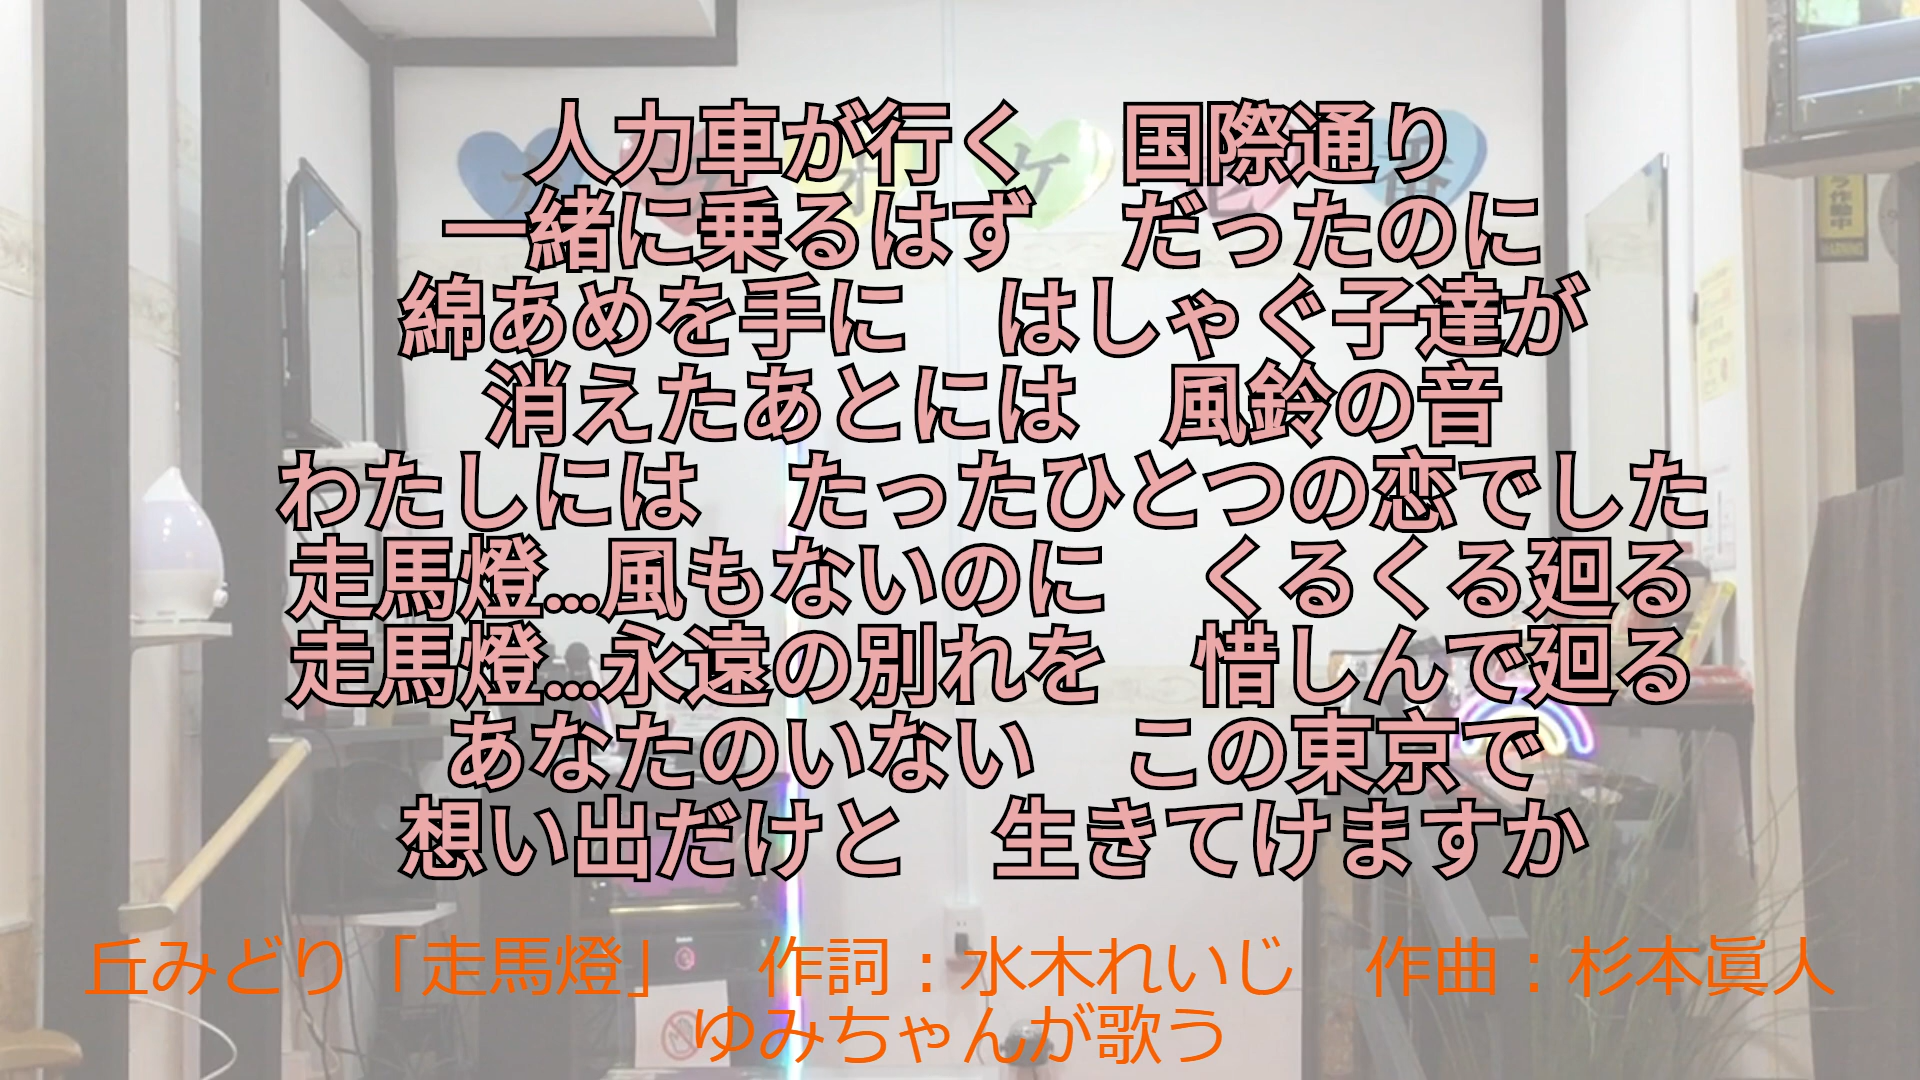 人力車が行く　国際通り
一緒に乗るはず　だったのに
綿あめを手に　はしゃぐ子達が
消えたあとには　風鈴の音
わたしには　たったひとつの恋でした
走馬燈...風もないのに　くるくる廻る
走馬燈...永遠の別れを　惜しんで廻る
あなたのいない　この東京で
想い出だけと　生きてけますか
丘みどり「走馬燈」　作詞：水木れいじ　作曲：杉本眞人
ゆみちゃんが歌う
作動中
WARNING